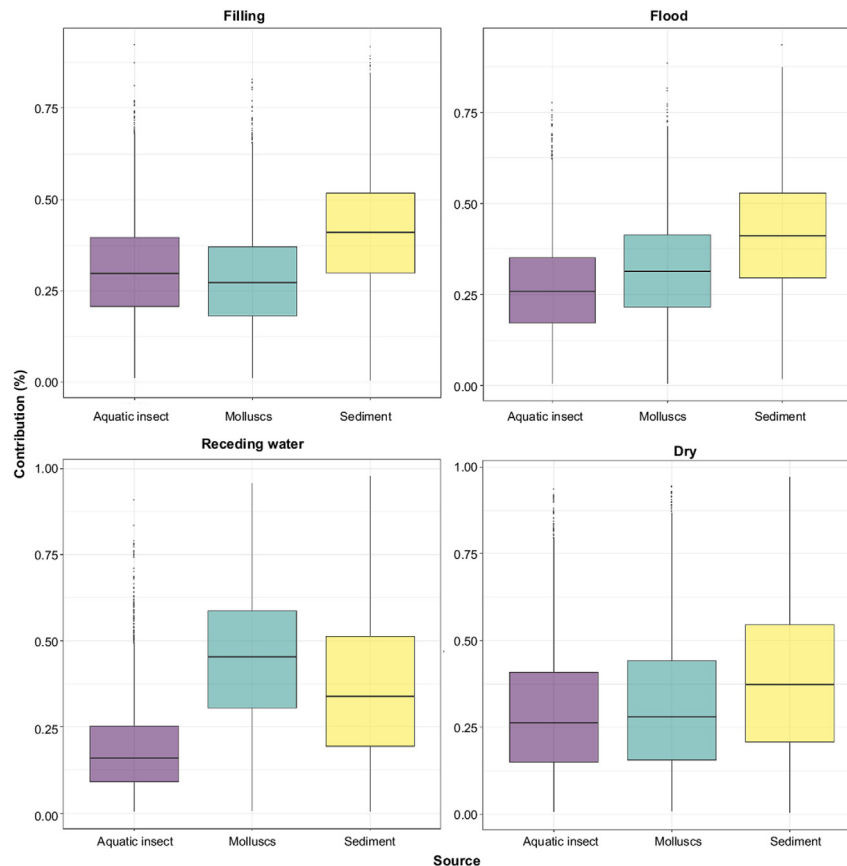 Filling
Flood
0.75
0.50
0.25
0.00
Aquatic insect Molluscs Sediment
0.75
0.50
0.25
0.00
Aquatic insect Molluscs Sediment
Contribution (%)
Receding water
Dry
1.00
0.75
0.50
0.25
0.00
Aquatic insect Molluscs Sediment
1.00
0.75
0.50
0.25
0.00
Aquatic insect Molluscs Sediment
Source